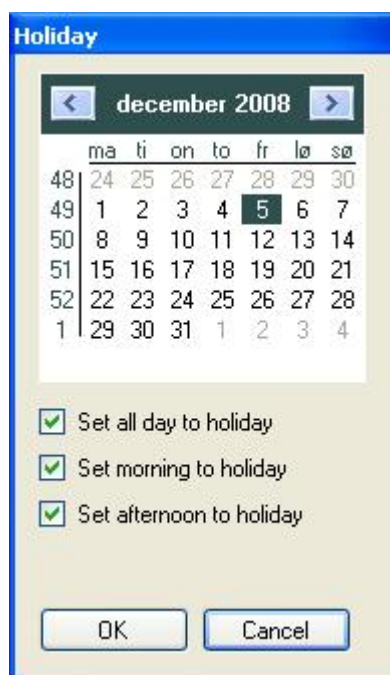 Holiday
< december 2008 >
ma ti on to fr lø sø
48 24 25 26 27 28 29 30
49 1 2 3 4 5 6 7
50 8 9 10 11 12 13 14
51 15 16 17 18 19 20 21
52 22 23 24 25 26 27 28
1 29 30 31 1 2 3 4
Set all day to holiday
Set morning to holiday
Set afternoon to holiday
OK Cancel